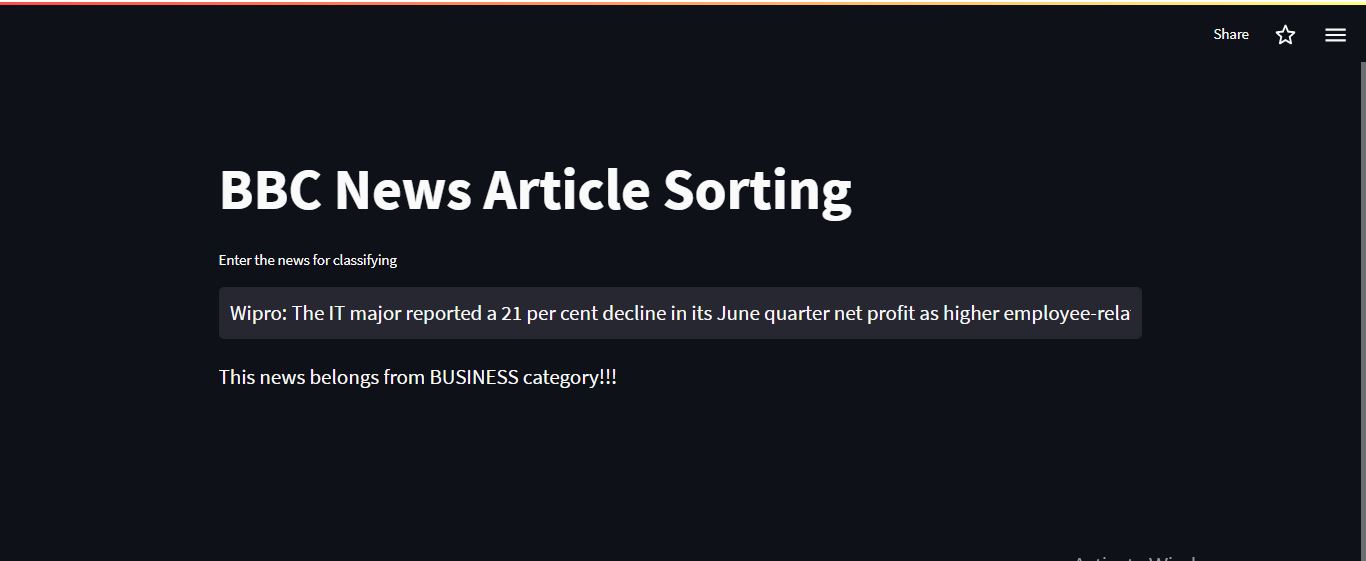 Share
BBC News Article Sorting
Enter the news for classifying
Wipro: The IT major reported a 21 per cent decline in its June quarter net profit as higher employee-rela
This news belongs from BUSINESS category!!!